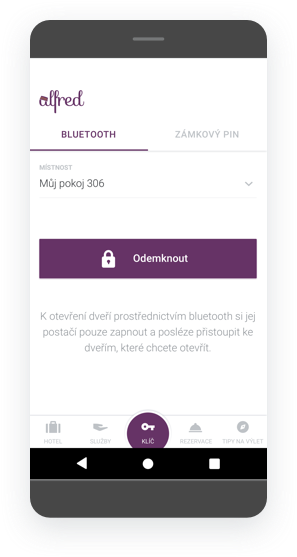 alfred
BLUETOOTH
ZÁMKOVÝ PIN
MÍSTNOST
Můj pokoj 306
Odemknout
K otevření dveří prostřednictvím bluetooth si jej
postačí pouze zapnout a posléze přistoupit ke
dveřím, které chcete otevřít.
HOTEL
SLUŽBY
KLÍČ
REZERVACE
TIPY NA VÝLET